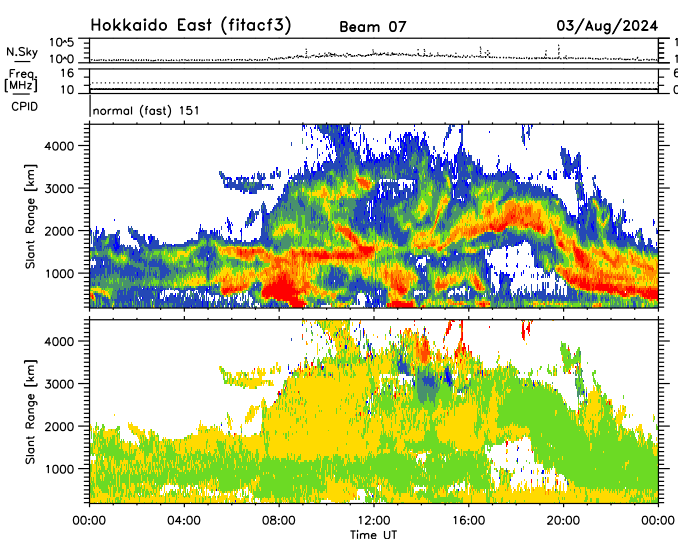 Hokkaido East (fitacf3) Beam 07 03/Aug/2024
N.Sky 10^5 10^0 1 1
Freq. [MHz] 16 10 6 0
CPID normal (fast) 151
Slant Range [km] 4000 3000 2000 1000
Slant Range [km] 4000 3000 2000 1000
00:00 04:00 08:00 12:00 16:00 20:00 00:00
Time UT